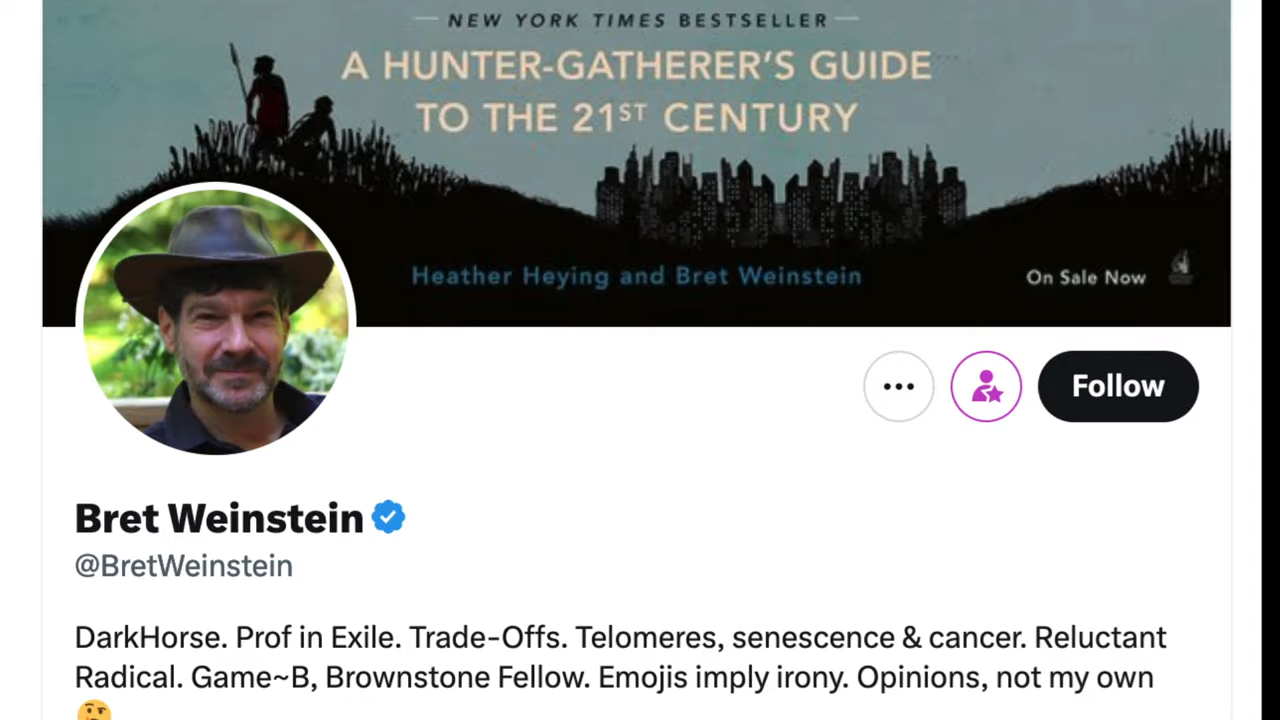 NEW YORK TIMES BESTSELLER
A HUNTER-GATHERER'S GUIDE
TO THE 21ST CENTURY
Heather Heying and Bret Weinstein
On Sale Now
Follow
Bret Weinstein
@BretWeinstein
DarkHorse. Prof in Exile. Trade-Offs. Telomeres, senescence & cancer. Reluctant
Radical. Game~B, Brownstone Fellow. Emojis imply irony. Opinions, not my own
🤔